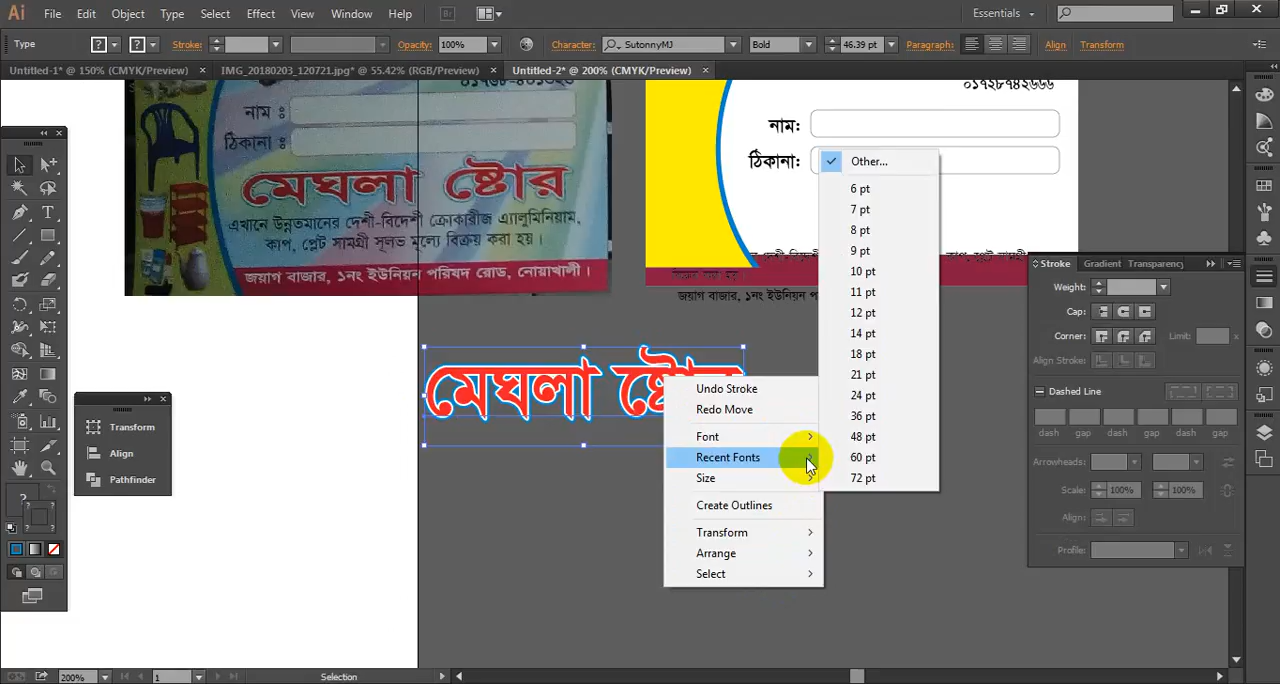 Ai File Edit Object Type Select Effect View Window Help Br Essentials
Type Stroke: Opacity: 100% Character: SutonnyMJ Bold 46.39 pt Paragraph: Align Transform
Untitled-1* @ 150% (CMYK/Preview) × IMG_20180203_120721.jpg* @ 55.42% (RGB/Preview) × Untitled-2* @ 200% (CMYK/Preview) ×
০১৭২৮৭৪২৬৬৬
নাম ঃ
ঠিকানা ঃ
মেঘলা ষ্টোর
এখানে উন্নতমানের দেশী-বিদেশী ক্রোকারীজ এ্যালুমিনিয়াম,
কাপ, প্লেট সামগ্রী সূলভ মূল্যে বিক্রয় করা হয়।
জয়াগ বাজার, ১নং ইউনিয়ন পরিষদ রোড, নোয়াখালী।
নাম:
ঠিকানা:
জয়াগ বাজার, ১নং ইউনিয়ন পরি
মেঘলা ষ্টোর
Undo Stroke
Redo Move
Font
Recent Fonts
Size
Create Outlines
Transform
Arrange
Select
Other...
6 pt
7 pt
8 pt
9 pt
10 pt
11 pt
12 pt
14 pt
18 pt
21 pt
24 pt
36 pt
48 pt
60 pt
72 pt
Transform
Align
Pathfinder
Stroke Gradient Transparency
Weight:
Cap:
Corner: Limit: x
Align Stroke:
Dashed Line
dash gap dash gap dash gap
Arrowheads:
Scale: 100% 100%
Align:
Profile:
200% 1 Selection